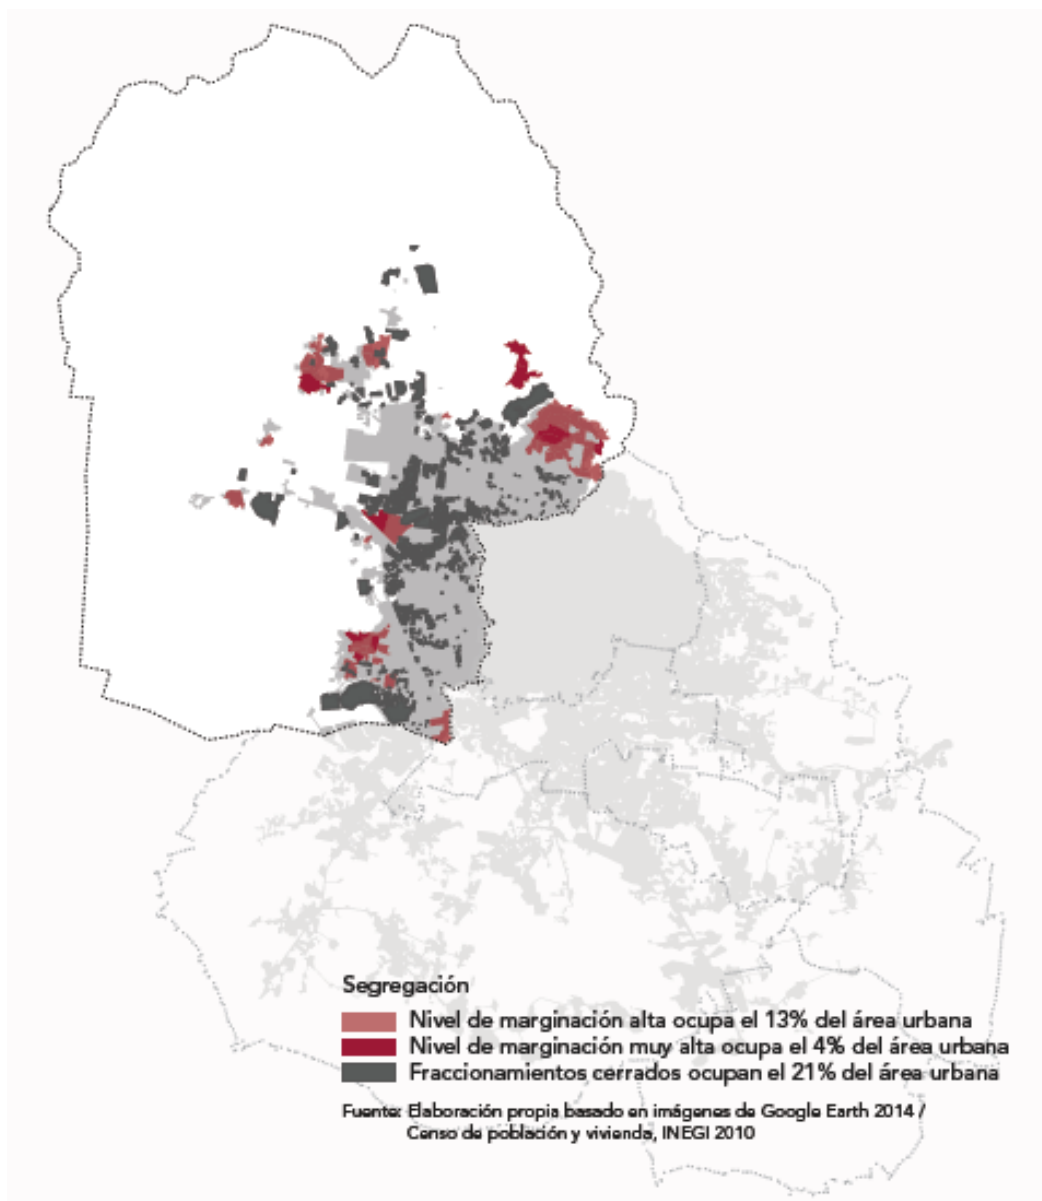 Segregación
Nivel de marginación alta ocupa el 13% del área urbana
Nivel de marginación muy alta ocupa el 4% del área urbana
Fraccionamientos cerrados ocupan el 21% del área urbana
Fuente: Elaboración propia basado en imágenes de Google Earth 2014 /
Censo de población y vivienda, INEGI 2010